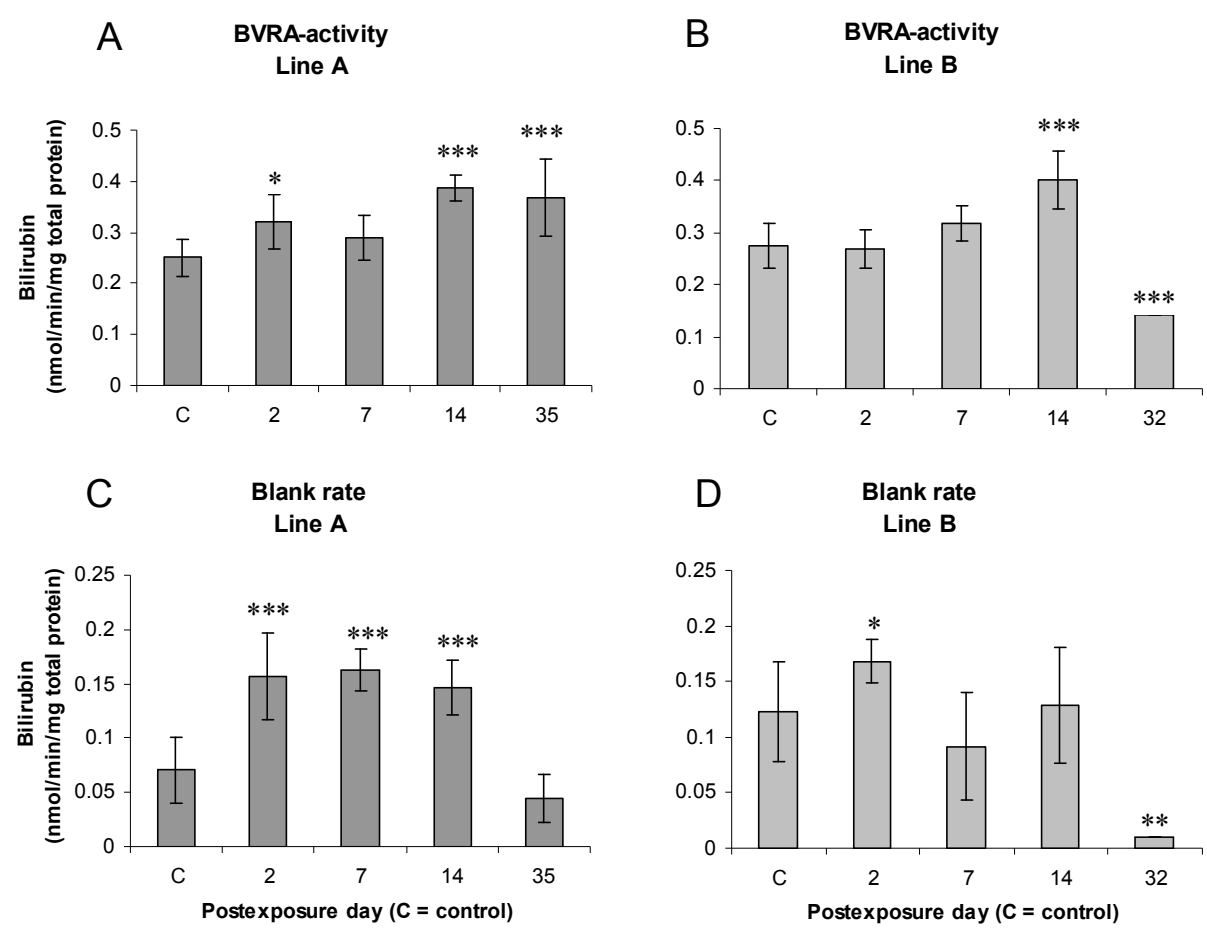 A
BVRA-activity
Line A
Bilirubin
(nmol/min/mg total protein)
0.5
0.4
0.3
0.2
0.1
0
*
***
***
C 2 7 14 35
B
BVRA-activity
Line B
0.5
0.4
0.3
0.2
0.1
0
***
***
C 2 7 14 32
C
Blank rate
Line A
Bilirubin
(nmol/min/mg total protein)
0.25
0.2
0.15
0.1
0.05
0
***
***
***
C 2 7 14 35
Postexposure day (C = control)
D
Blank rate
Line B
0.25
0.2
0.15
0.1
0.05
0
*
**
C 2 7 14 32
Postexposure day (C = control)